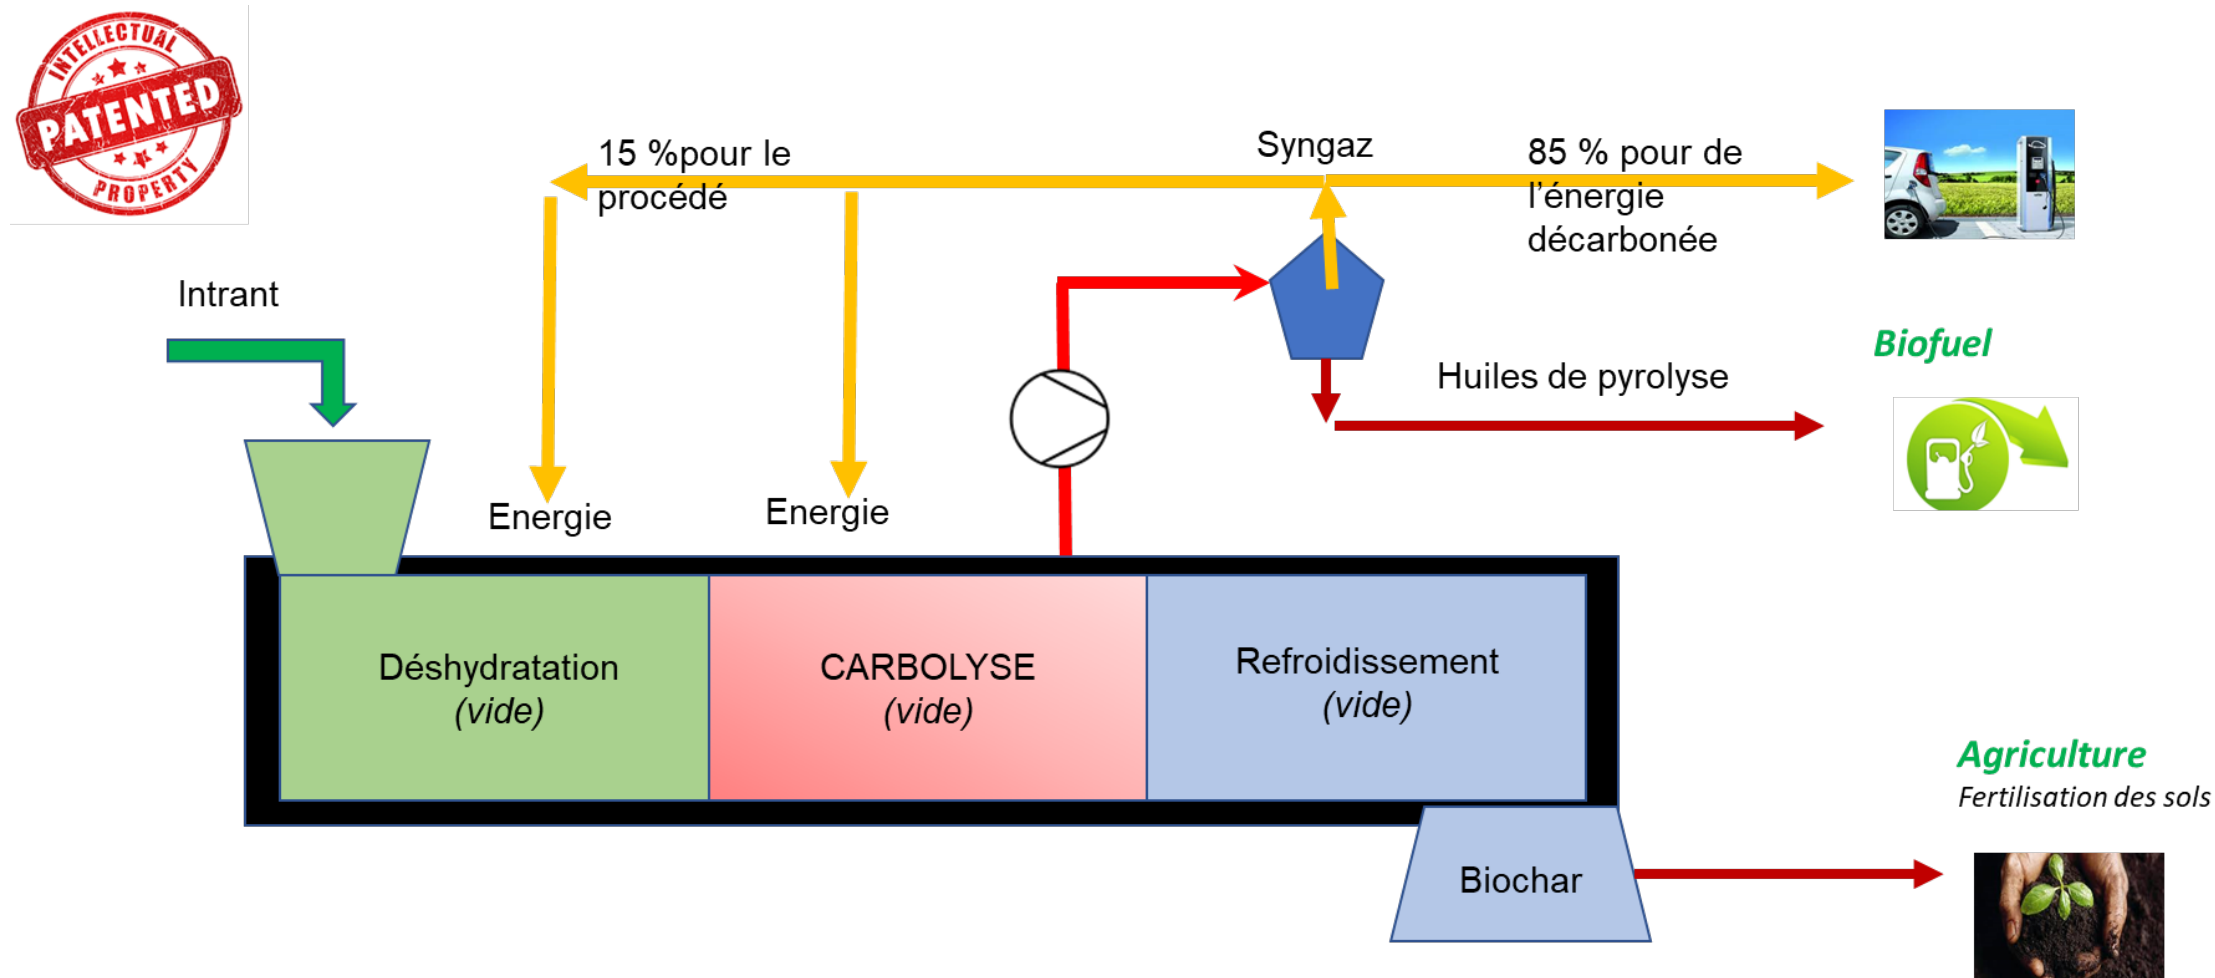 INTELLECTUAL
PATENTED
PROPERTY
15 %pour le
procédé
Syngaz
85 % pour de
l'énergie
décarbonée
Intrant
Biofuel
Huiles de pyrolyse
Energie
Energie
Déshydratation
(vide)
CARBOLYSE
(vide)
Refroidissement
(vide)
Agriculture
Fertilisation des sols
Biochar